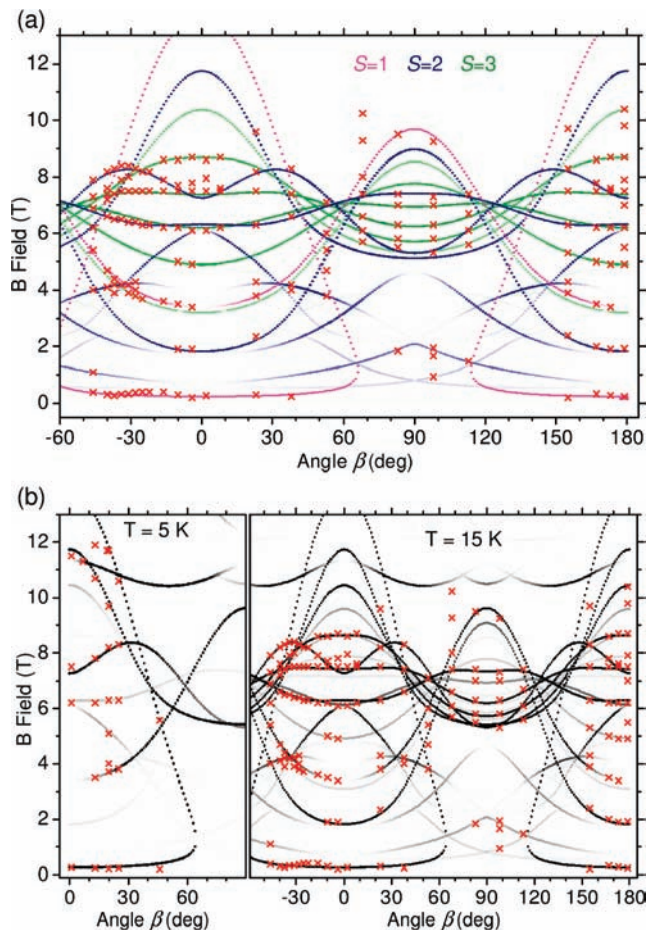 (a)
S=1 S=2 S=3
12
10
8
6
4
2
0
B Field (T)
-60 -30 0 30 60 90 120 150 180
Angle β(deg)
(b)
T = 5 K T = 15 K
12
10
8
6
4
2
0
B Field (T)
0 30 60 -30 0 30 60 90 120 150 180
Angle β(deg) Angle β(deg)